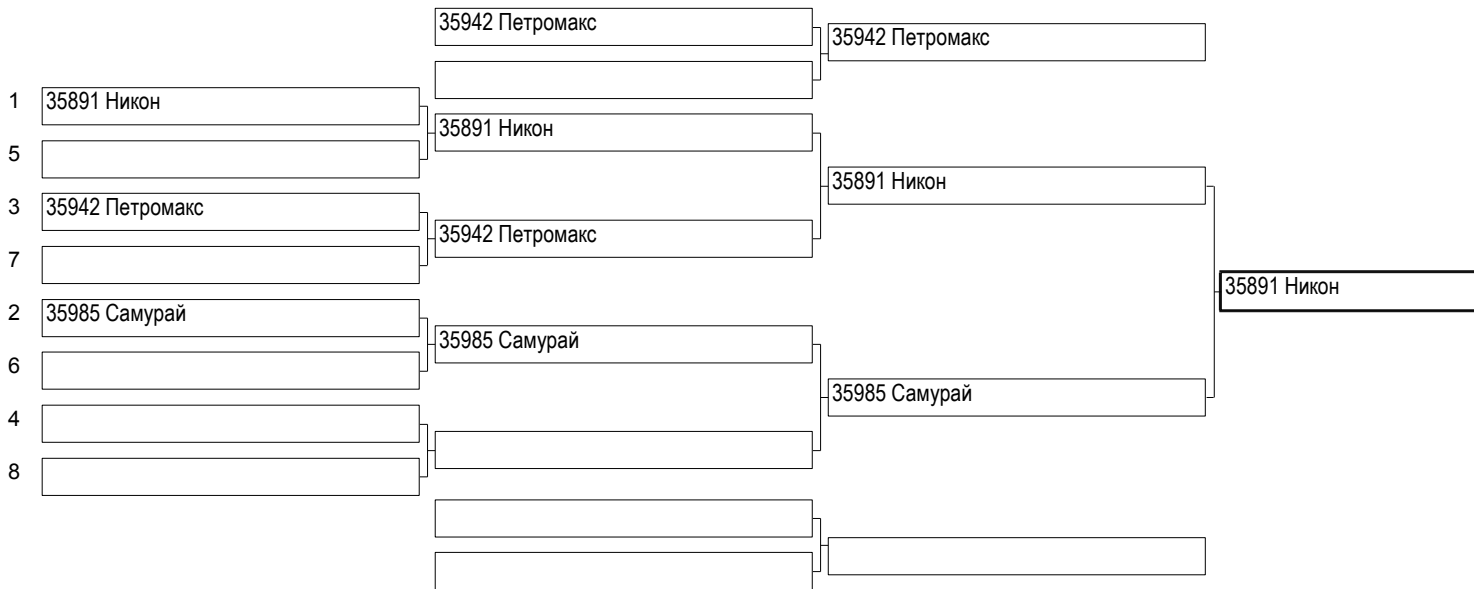 35942 Петромакс
35942 Петромакс
1
35891 Никон
35891 Никон
5
35891 Никон
3
35942 Петромакс
35942 Петромакс
7
35891 Никон
2
35985 Самурай
35985 Самурай
6
35985 Самурай
4
8